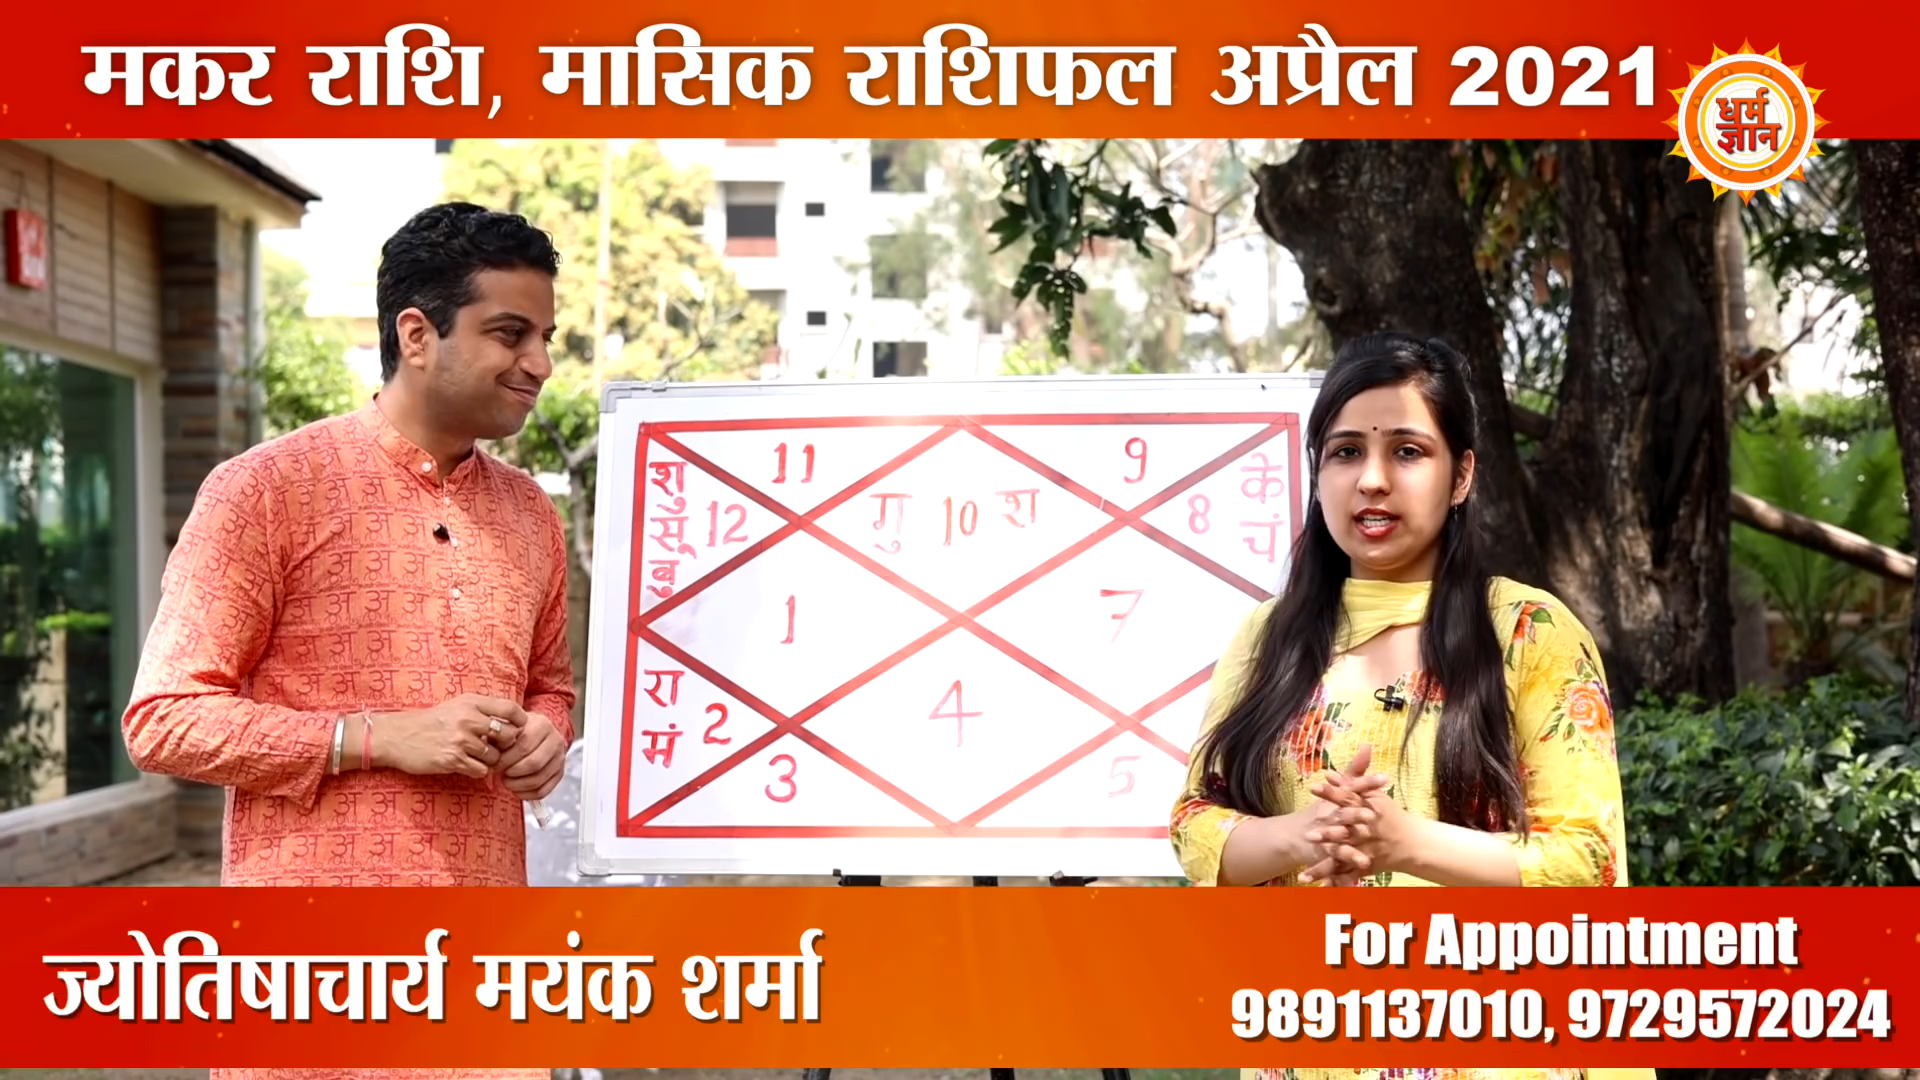 मकर राशि, मासिक राशिफल अप्रैल 2021
धर्म
ज्ञान
11
9
शु
सू
बु
12
गु 10 श
8
के
चं
1
7
रा
मं
2
4
3
5
ज्योतिषाचार्य मयंक शर्मा
For Appointment
9891137010, 9729572024